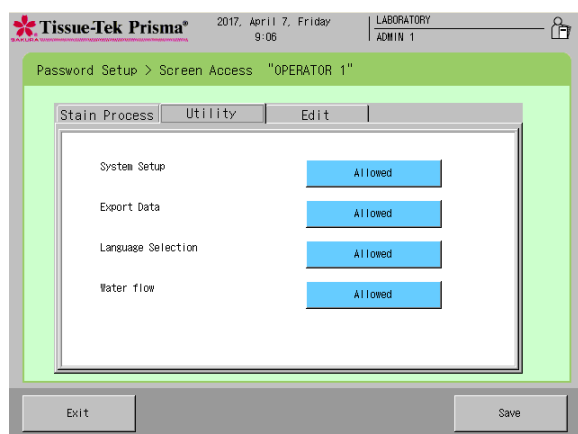 Tissue-Tek Prisma®
SAKURA
2017, April 7, Friday
9:06
LABORATORY
ADMIN 1
Password Setup > Screen Access "OPERATOR 1"
Stain Process Utility Edit
System Setup Allowed
Export Data Allowed
Language Selection Allowed
Water flow Allowed
Exit Save